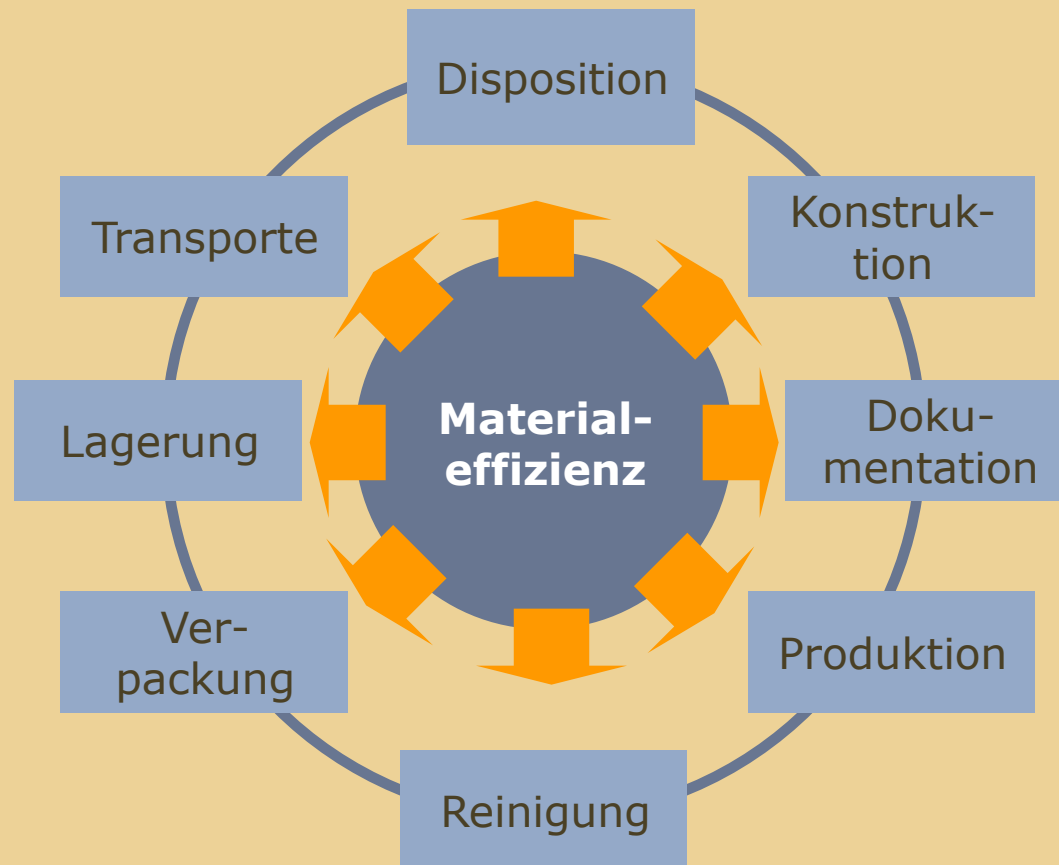 Disposition
Transporte
Konstruk-
tion
Material-
effizienz
Lagerung
Doku-
mentation
Ver-
packung
Produktion
Reinigung